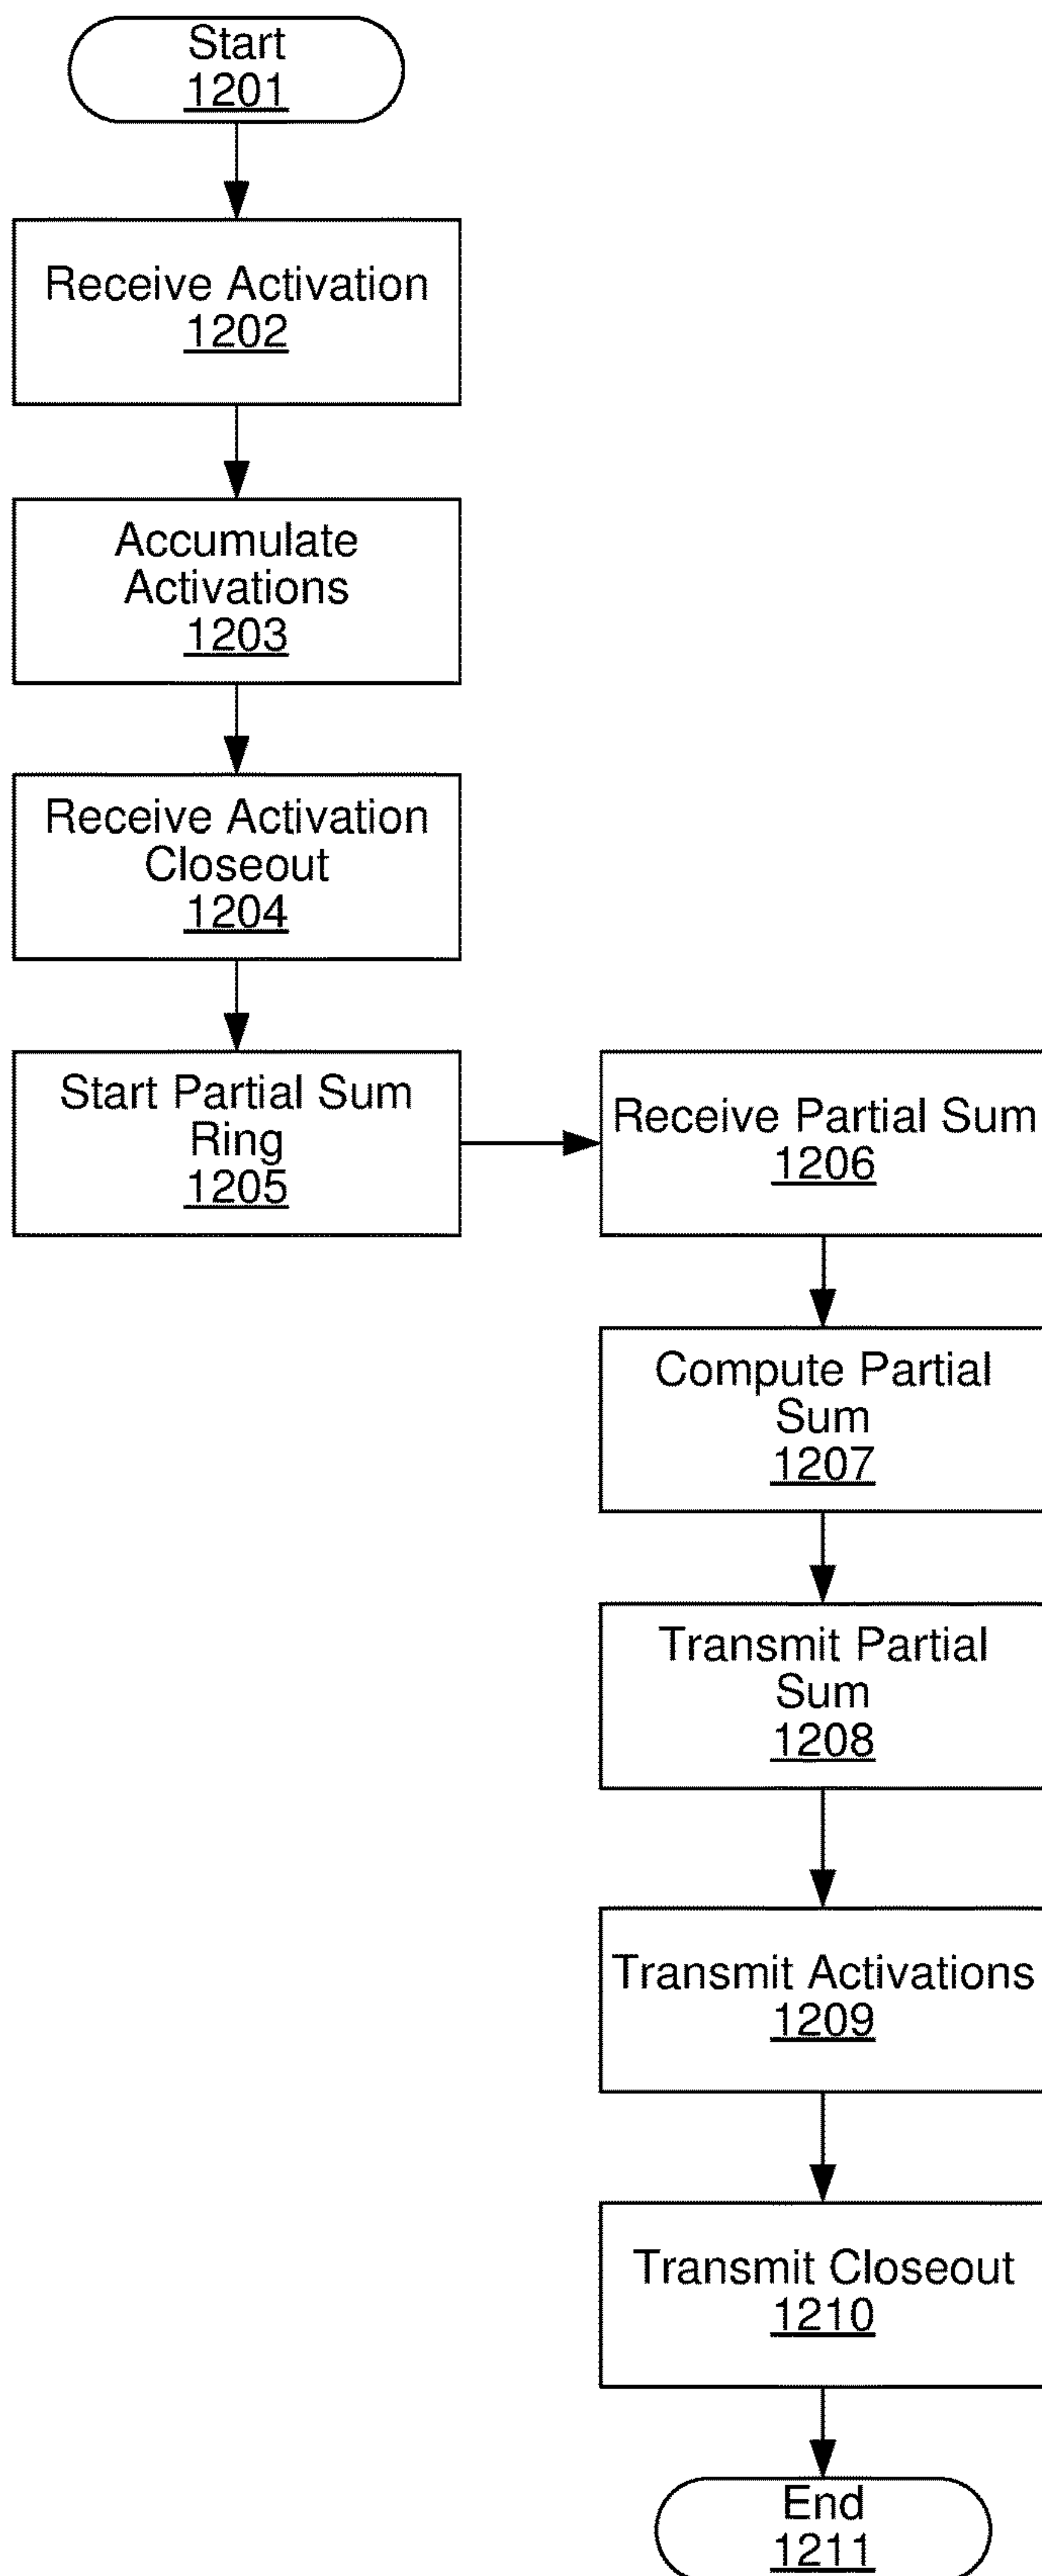 Start
1201
Receive Activation
1202
Accumulate
Activations
1203
Receive Activation
Closeout
1204
Start Partial Sum
Ring
1205
Receive Partial Sum
1206
Compute Partial
Sum
1207
Transmit Partial
Sum
1208
Transmit Activations
1209
Transmit Closeout
1210
End
1211